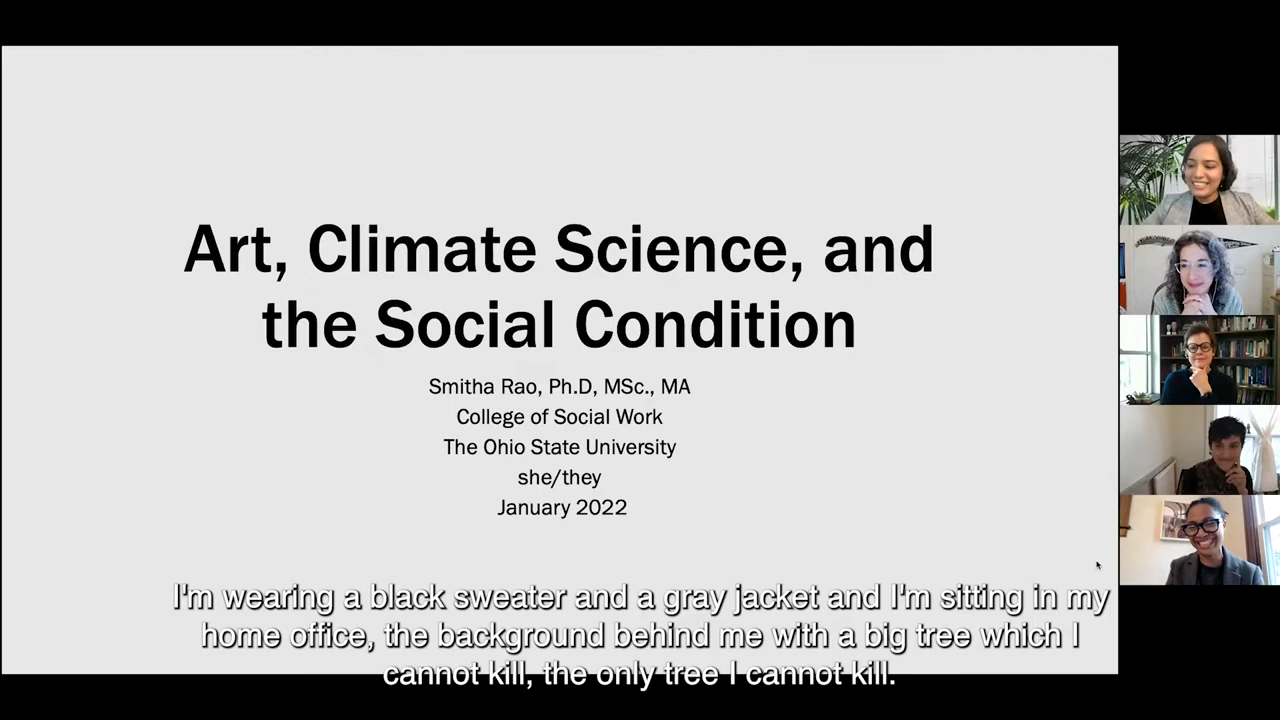 Art, Climate Science, and
the Social Condition
Smitha Rao, Ph.D, MSc., MA
College of Social Work
The Ohio State University
she/they
January 2022
I'm wearing a black sweater and a gray jacket and I'm sitting in my
home office, the background behind me with a big tree which I
cannot kill, the only tree I cannot kill.